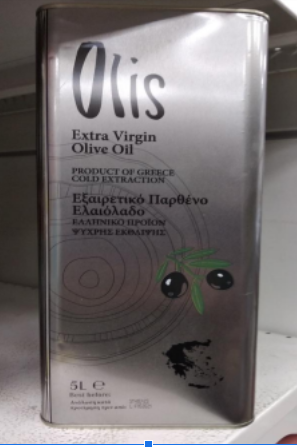 Olis
Extra Virgin
Olive Oil
PRODUCT OF GREECE
COLD EXTRACTION
Εξαιρετικό Παρθένο
Ελαιόλαδο
ΕΛΛΗΝΙΚΟ ΠΡΟΪΟΝ
ΨΥΧΡΗΣ ΕΚΘΛΙΨΗΣ
5L ℮